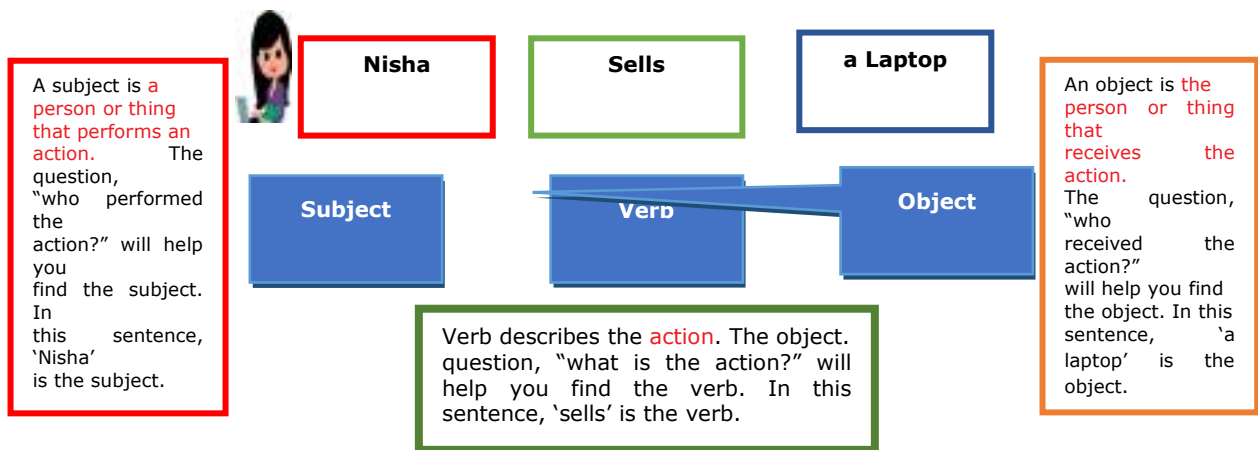 Nisha
Sells
a Laptop
A subject is a
person or thing
that performs an
action. The
question,
“who performed
the
action?” will help
you
find the subject.
In
this sentence,
‘Nisha’
is the subject.
Subject
Verb
Object
An object is the
person or thing
that
receives the
action.
The question,
“who
received the
action?”
will help you find
the object. In this
sentence, ‘a
laptop’ is the
object.
Verb describes the action. The object.
question, “what is the action?” will
help you find the verb. In this
sentence, ‘sells’ is the verb.